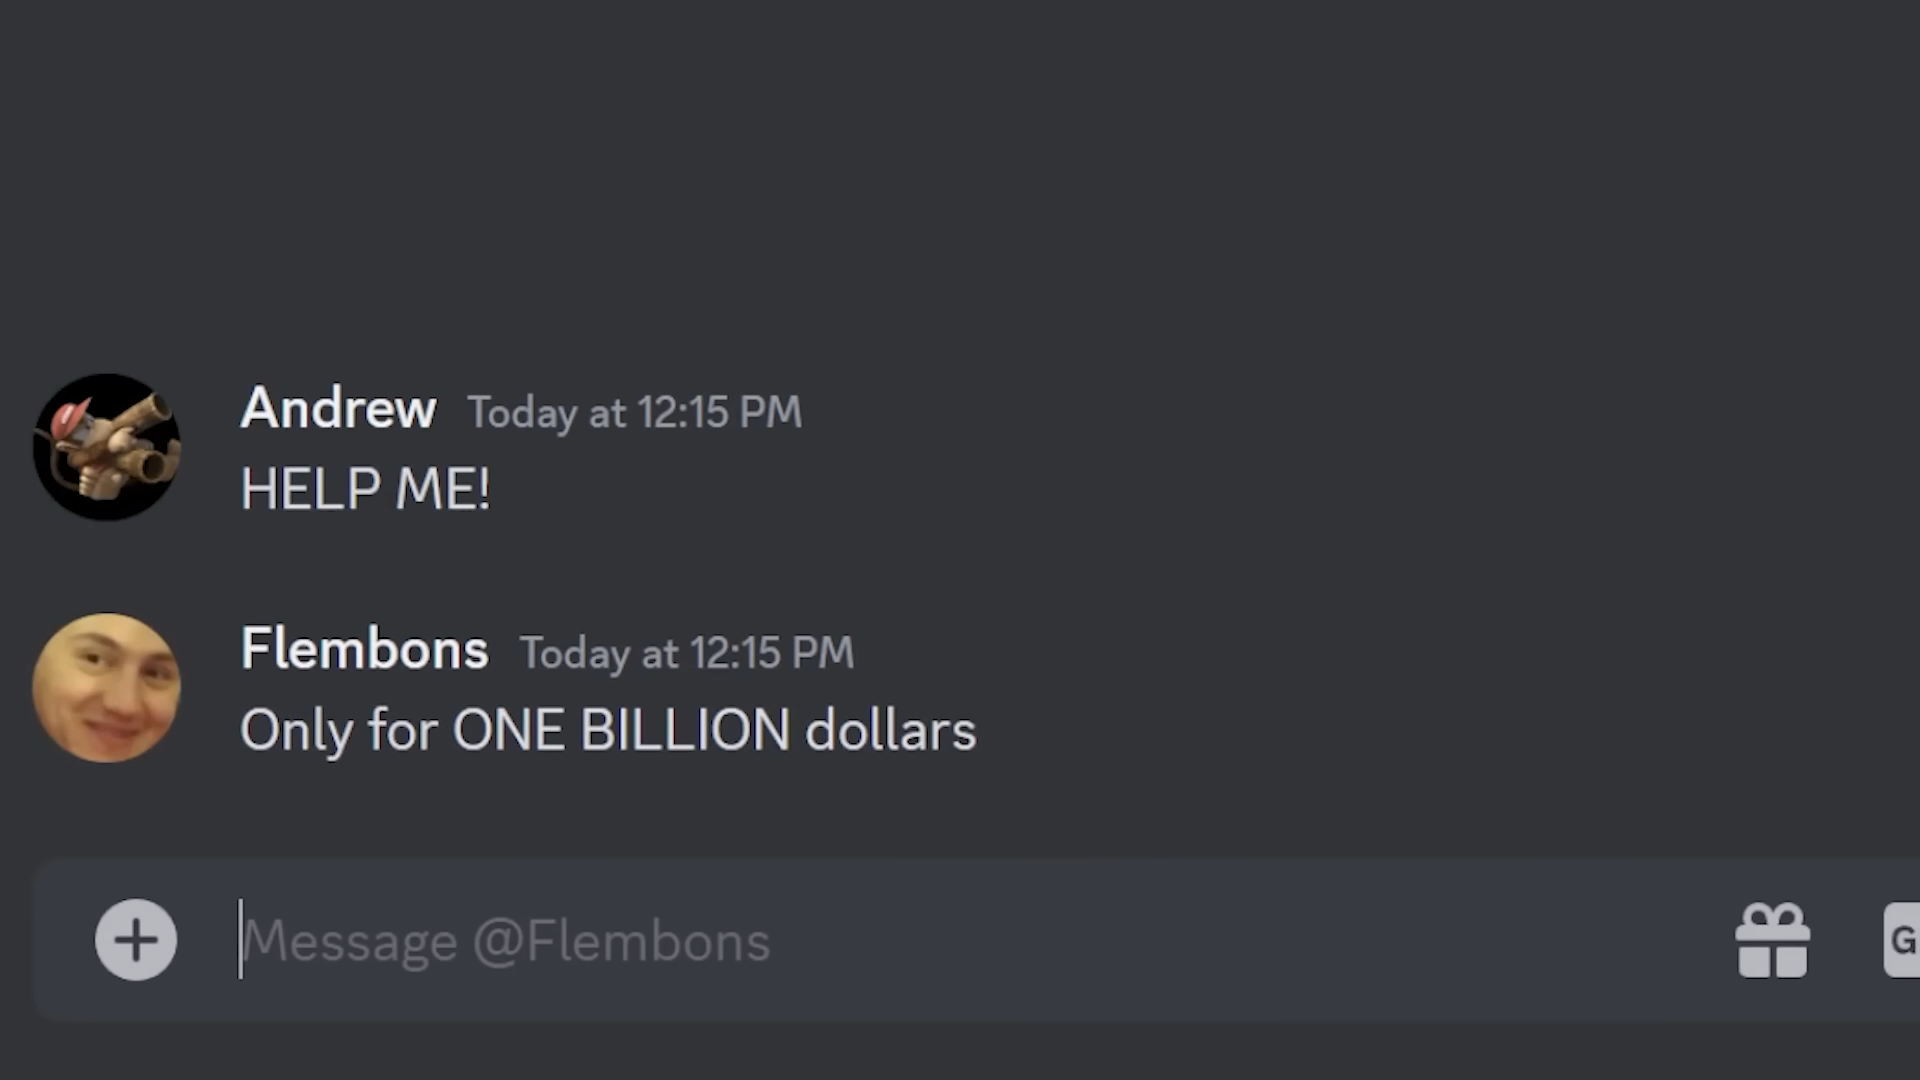 Andrew Today at 12:15 PM
HELP ME!
Flembons Today at 12:15 PM
Only for ONE BILLION dollars
Message @Flembons
G